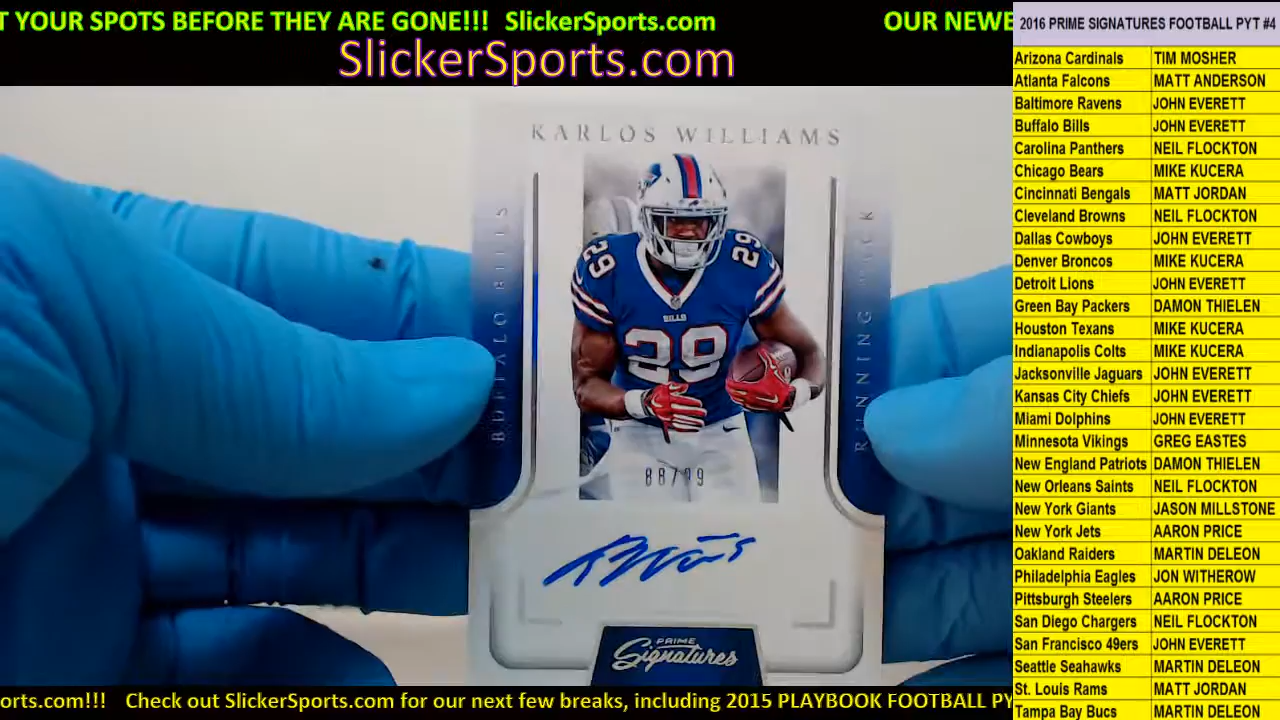 T YOUR SPOTS BEFORE THEY ARE GONE!!! SlickerSports.com OUR NEWE
SlickerSports.com
KARLOS WILLIAMS
BUFFALO BILLS
RUNNING BACK
29
29
BILLS
29
88/99
PRIME
Signatures
orts.com!!! Check out SlickerSports.com for our next few breaks, including 2015 PLAYBOOK FOOTBALL PY
2016 PRIME SIGNATURES FOOTBALL PYT #4
Arizona Cardinals TIM MOSHER
Atlanta Falcons MATT ANDERSON
Baltimore Ravens JOHN EVERETT
Buffalo Bills JOHN EVERETT
Carolina Panthers NEIL FLOCKTON
Chicago Bears MIKE KUCERA
Cincinnati Bengals MATT JORDAN
Cleveland Browns NEIL FLOCKTON
Dallas Cowboys JOHN EVERETT
Denver Broncos MIKE KUCERA
Detroit Lions JOHN EVERETT
Green Bay Packers DAMON THIELEN
Houston Texans MIKE KUCERA
Indianapolis Colts MIKE KUCERA
Jacksonville Jaguars JOHN EVERETT
Kansas City Chiefs JOHN EVERETT
Miami Dolphins JOHN EVERETT
Minnesota Vikings GREG EASTES
New England Patriots DAMON THIELEN
New Orleans Saints NEIL FLOCKTON
New York Giants JASON MILLSTONE
New York Jets AARON PRICE
Oakland Raiders MARTIN DELEON
Philadelphia Eagles JON WITHEROW
Pittsburgh Steelers AARON PRICE
San Diego Chargers NEIL FLOCKTON
San Francisco 49ers JOHN EVERETT
Seattle Seahawks MARTIN DELEON
St. Louis Rams MATT JORDAN
Tampa Bay Bucs MARTIN DELEON